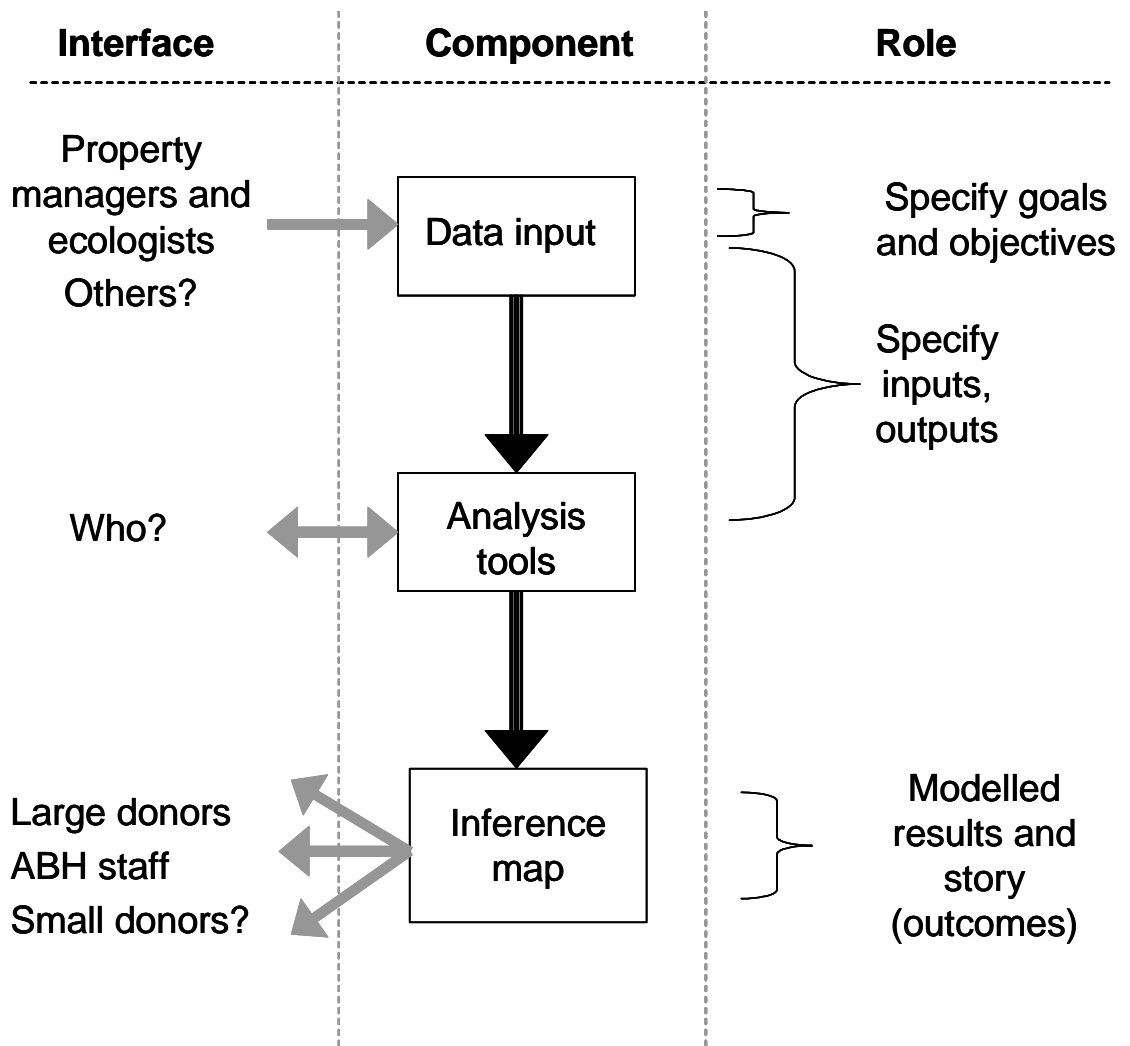 Interface
Component
Role
Property
managers and
ecologists
Others?
Data input
Specify goals
and objectives
Specify
inputs,
outputs
Who?
Analysis
tools
Large donors
ABH staff
Small donors?
Inference
map
Modelled
results and
story
(outcomes)